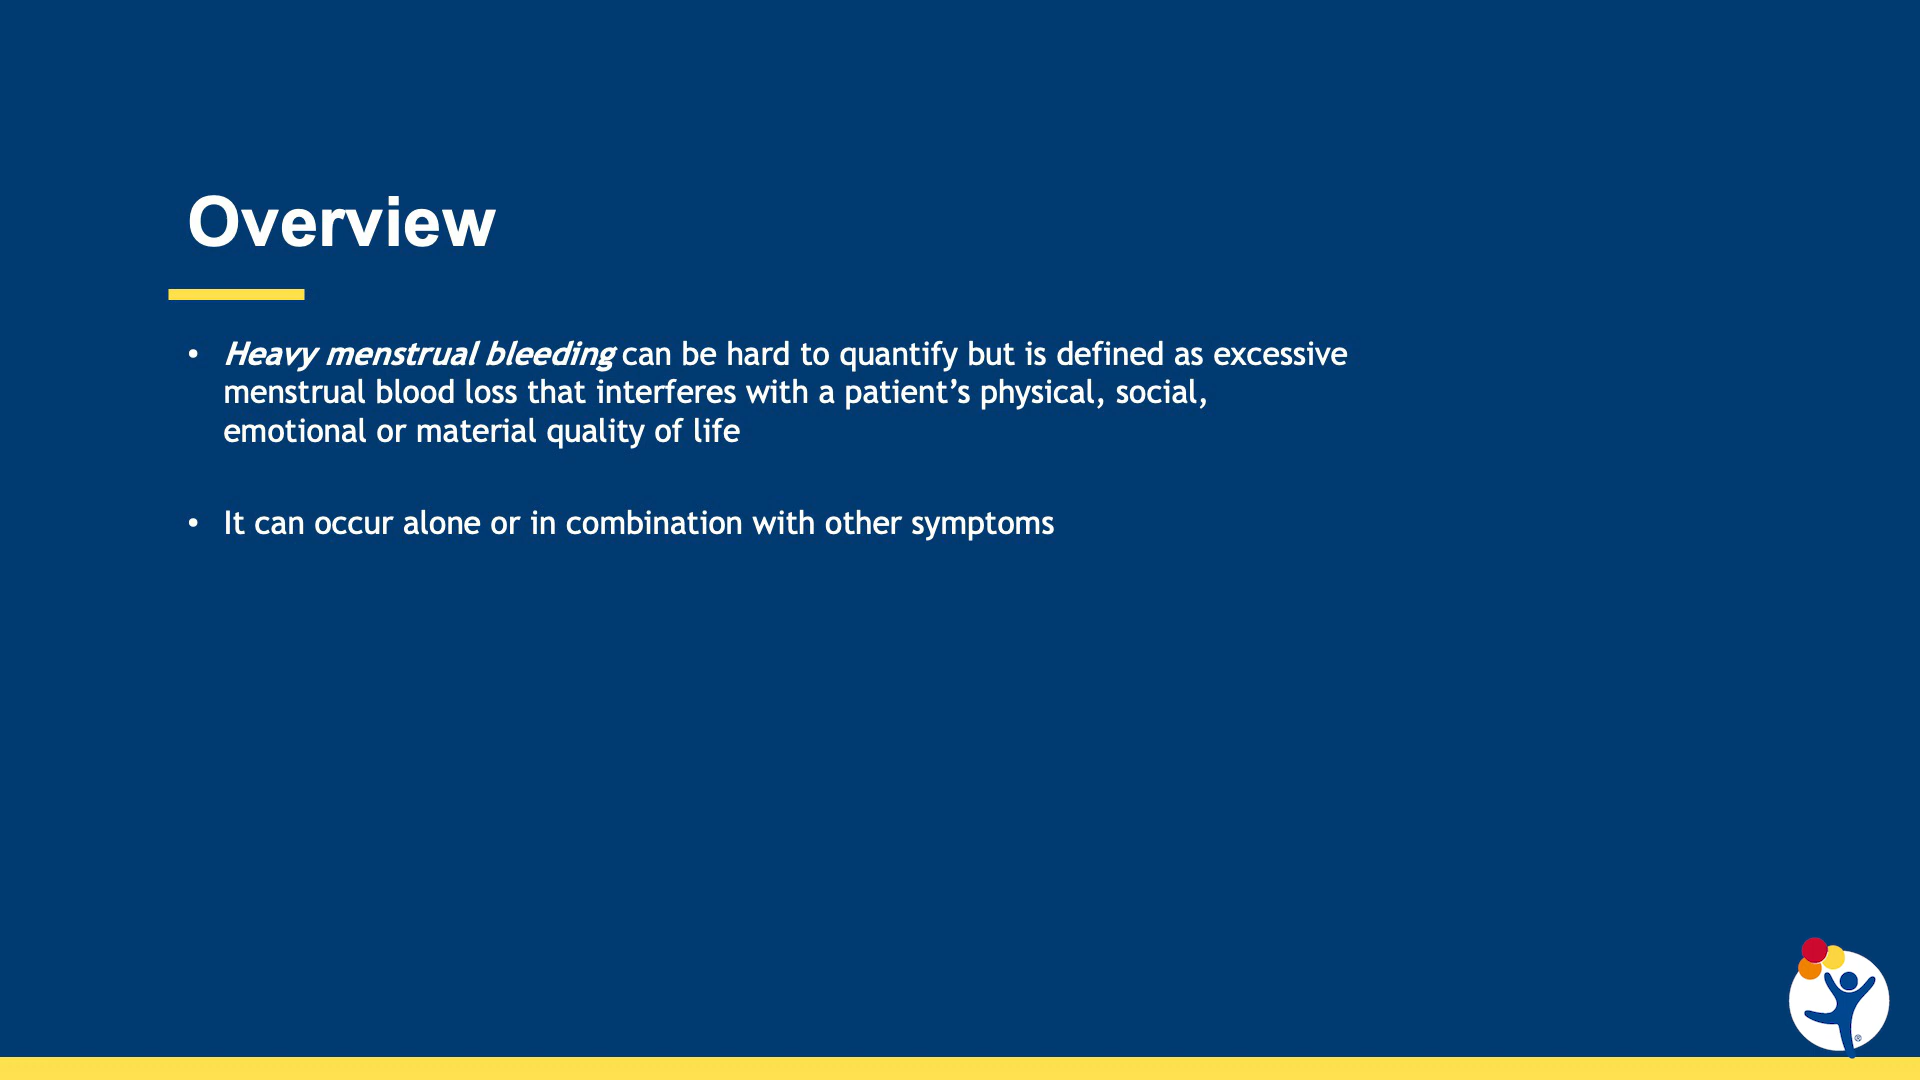 Overview
• Heavy menstrual bleeding can be hard to quantify but is defined as excessive
menstrual blood loss that interferes with a patient’s physical, social,
emotional or material quality of life
• It can occur alone or in combination with other symptoms
®